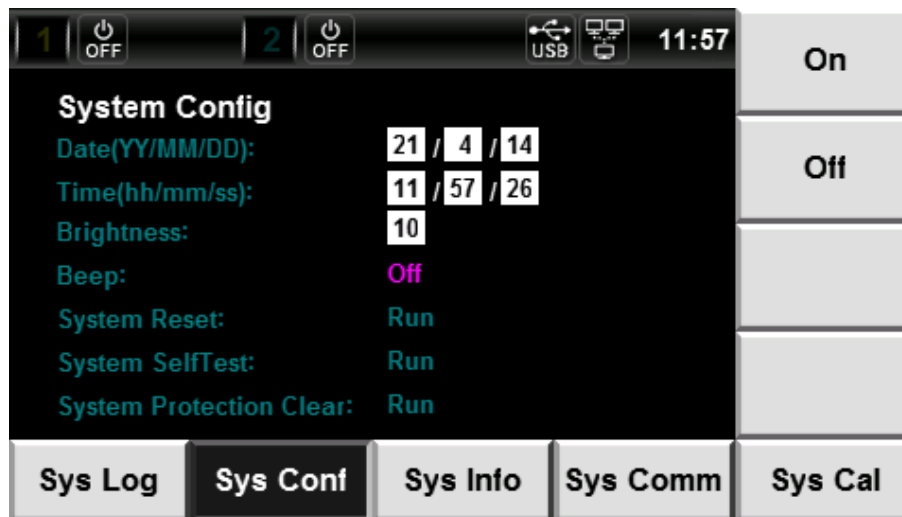 1 OFF 2 OFF USB 11:57
On
Off
System Config
Date(YY/MM/DD): 21 / 4 / 14
Time(hh/mm/ss): 11 / 57 / 26
Brightness: 10
Beep: Off
System Reset: Run
System SelfTest: Run
System Protection Clear: Run
Sys Log Sys Conf Sys Info Sys Comm Sys Cal